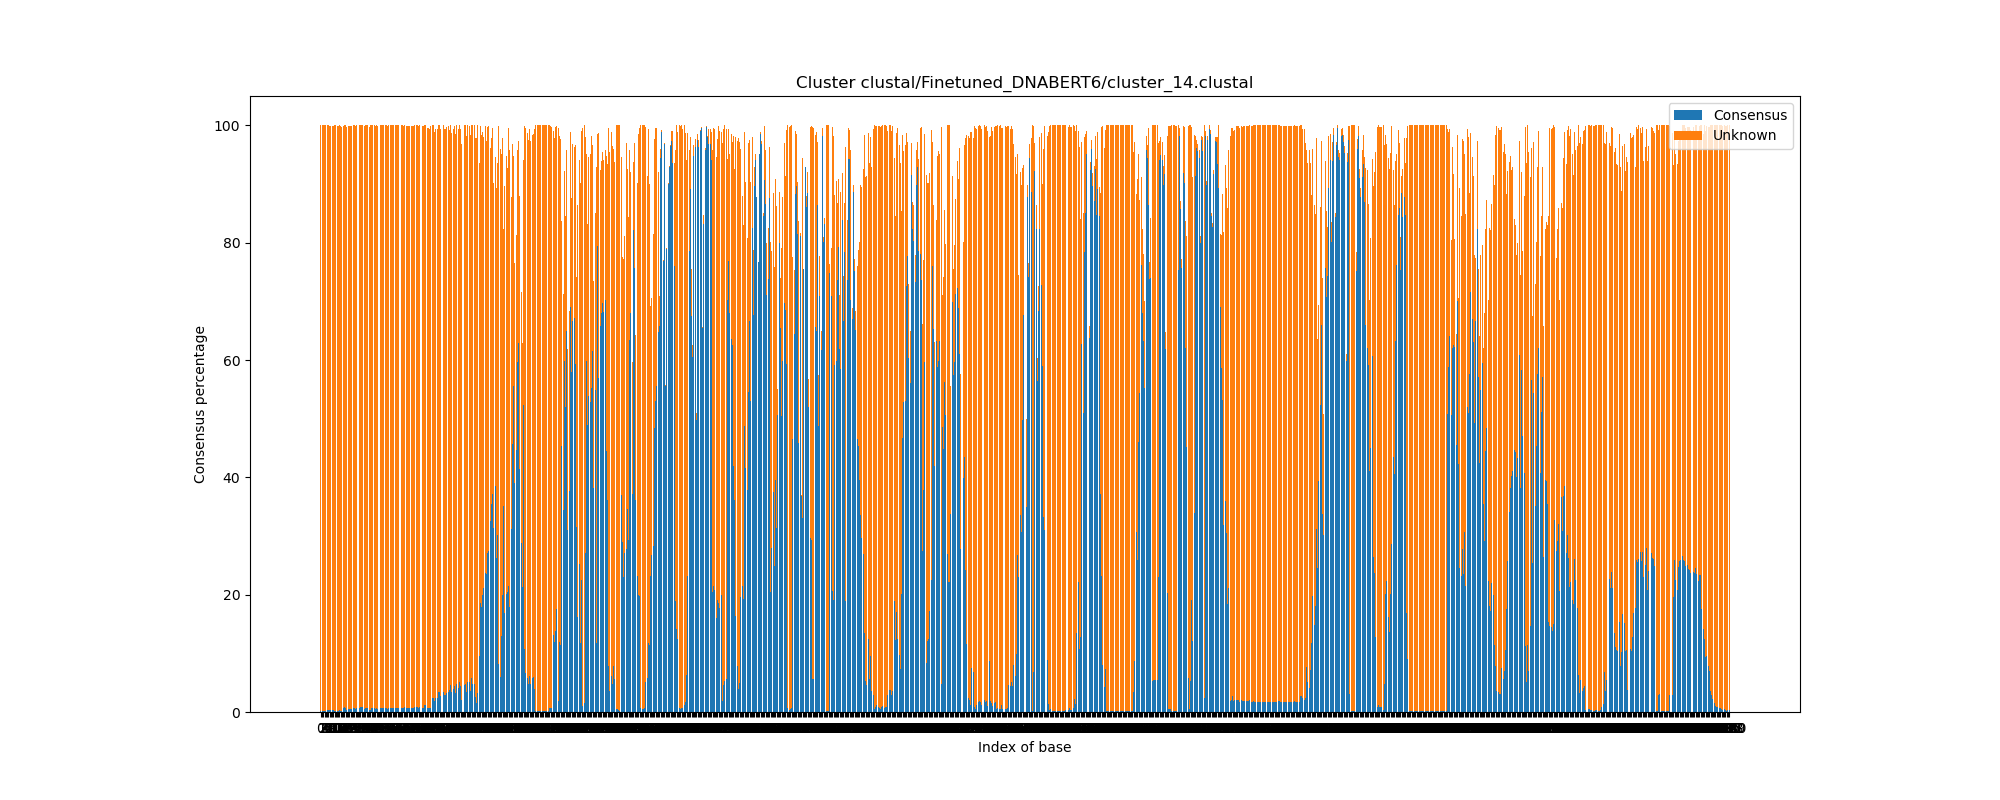 Cluster clustal/Finetuned_DNABERT6/cluster_14.clustal
Consensus
Unknown
100
80
60
40
20
0
Consensus percentage
Index of base